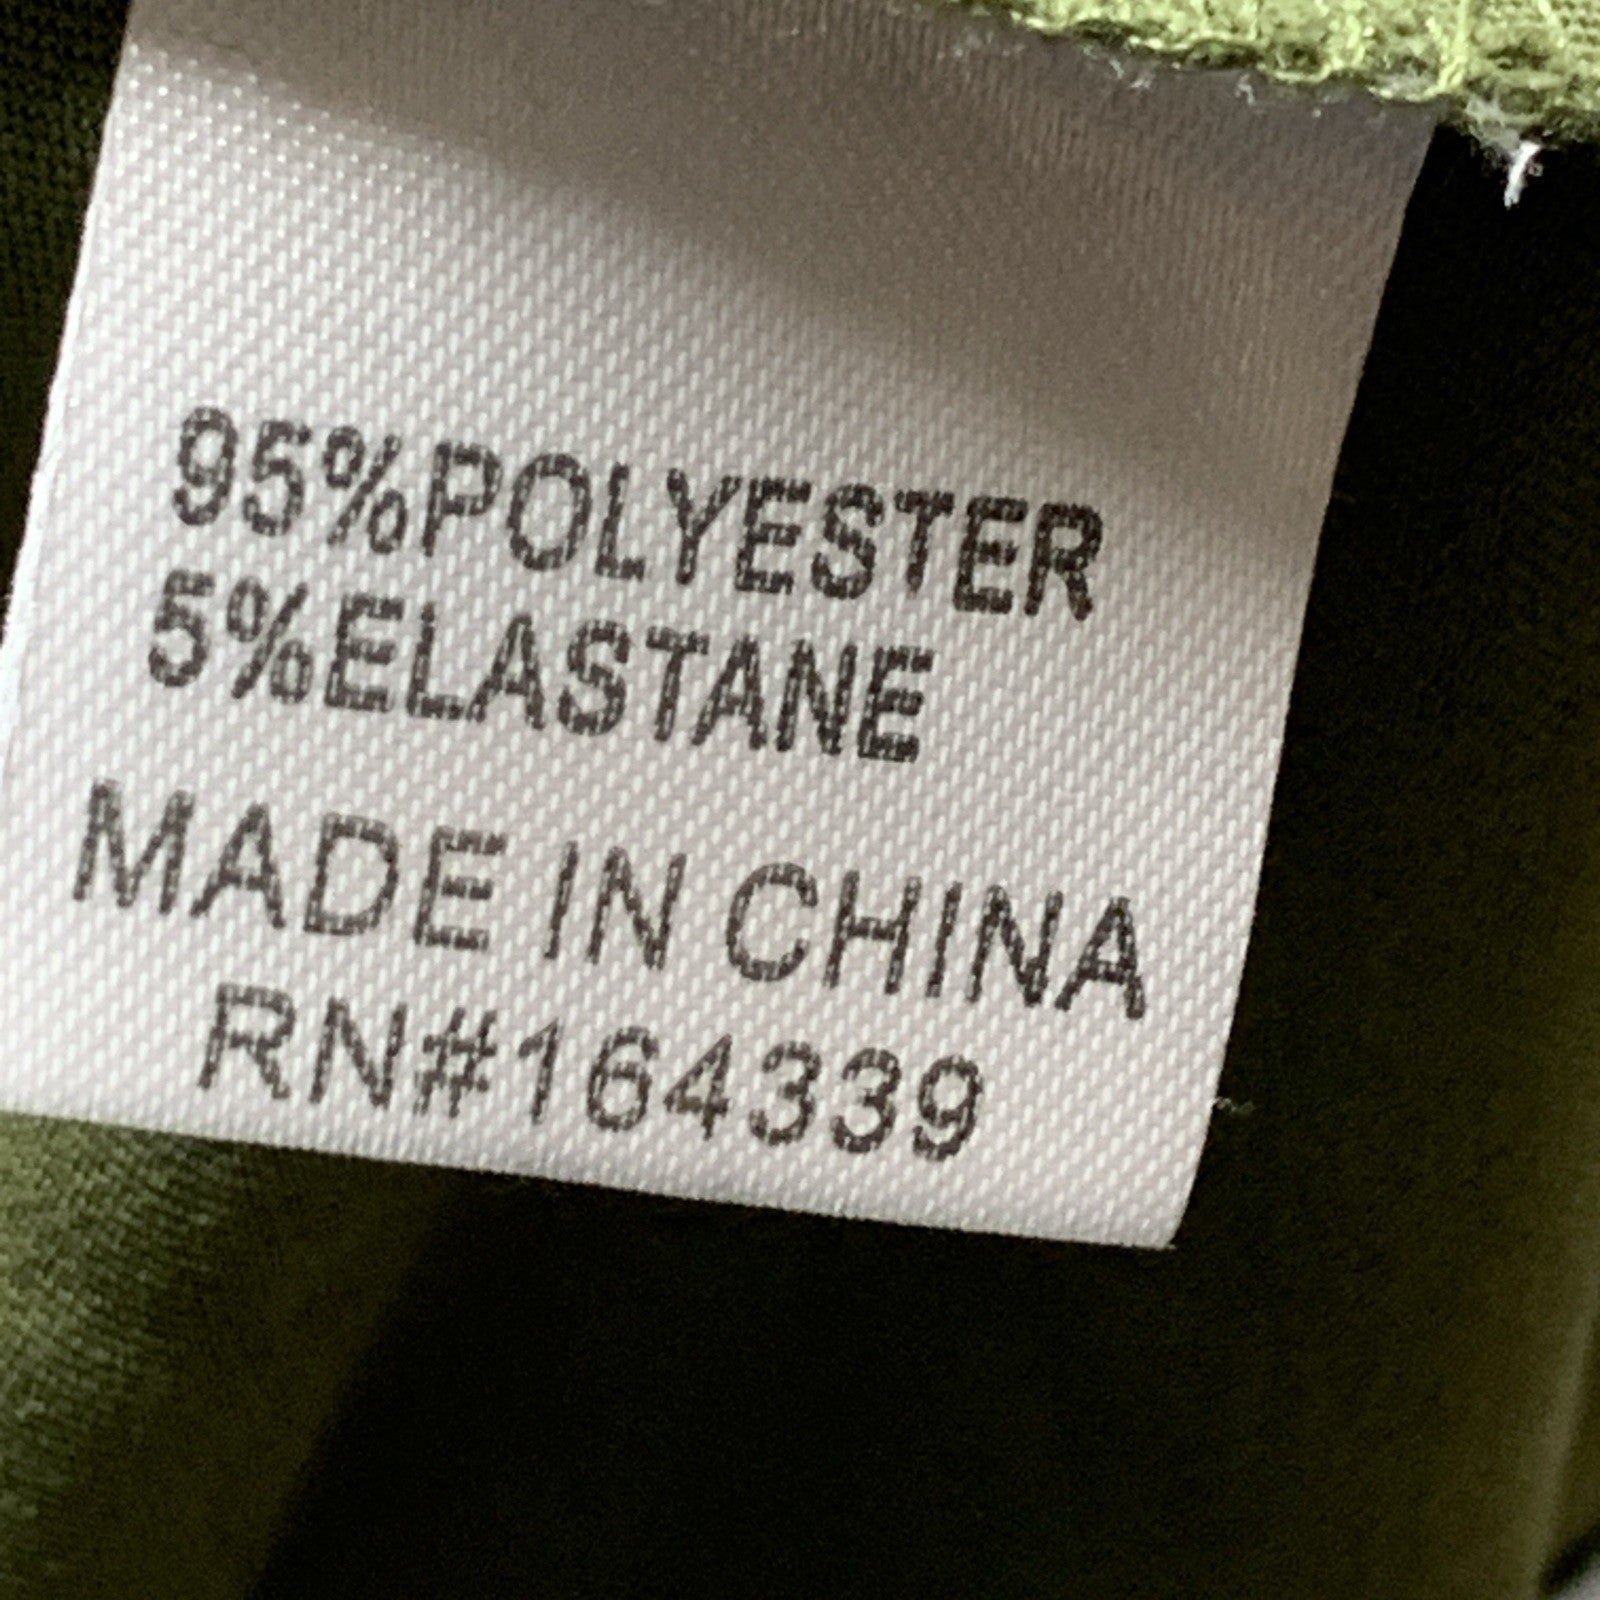 95%POLYESTER
5%ELASTANE
MADE IN CHINA
RN#164339